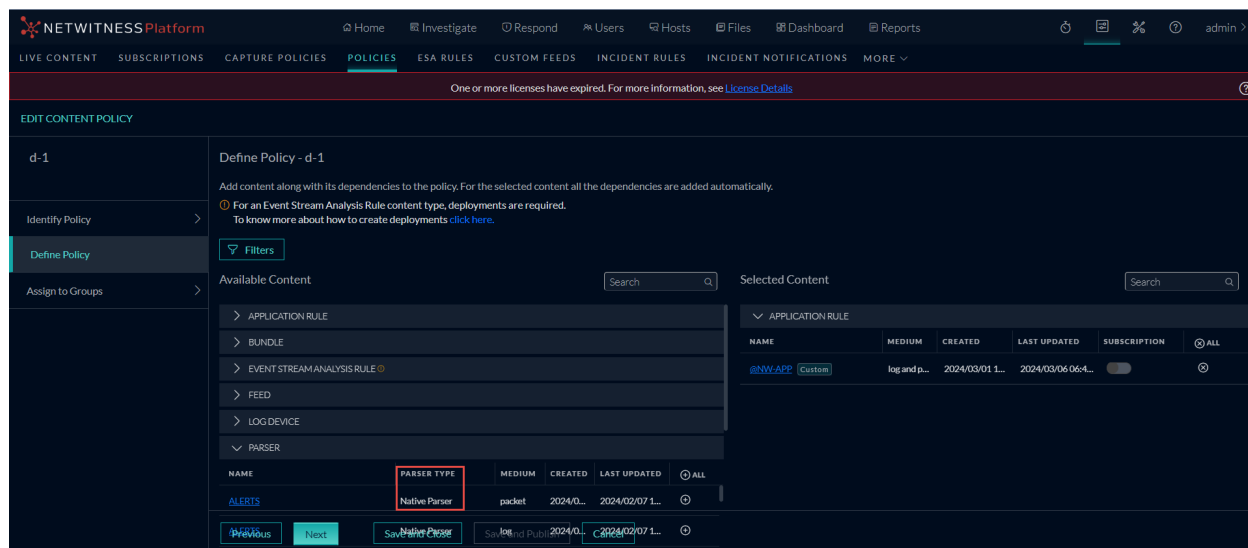 NETWITNESS Platform
Home Investigate Respond Users Hosts Files Dashboard Reports admin
LIVE CONTENT SUBSCRIPTIONS CAPTURE POLICIES POLICIES ESA RULES CUSTOM FEEDS INCIDENT RULES INCIDENT NOTIFICATIONS MORE
One or more licenses have expired. For more information, see License Details
EDIT CONTENT POLICY
d-1
Identify Policy
Define Policy
Assign to Groups
Define Policy - d-1
Add content along with its dependencies to the policy. For the selected content all the dependencies are added automatically.
For an Event Stream Analysis Rule content type, deployments are required.
To know more about how to create deployments click here.
Filters
Available Content Search
APPLICATION RULE
BUNDLE
EVENT STREAM ANALYSIS RULE
FEED
LOG DEVICE
PARSER
NAME PARSER TYPE MEDIUM CREATED LAST UPDATED ALL
ALERTS Native Parser packet 2024/0... 2024/02/07 1...
ALERTS Native Parser log 2024/0... 2024/02/07 1...
Previous Next Save and Close Save and Publish Cancel
Selected Content Search
APPLICATION RULE
NAME MEDIUM CREATED LAST UPDATED SUBSCRIPTION ALL
@NW-APP Custom log and p... 2024/03/01 1... 2024/03/06 06:4...